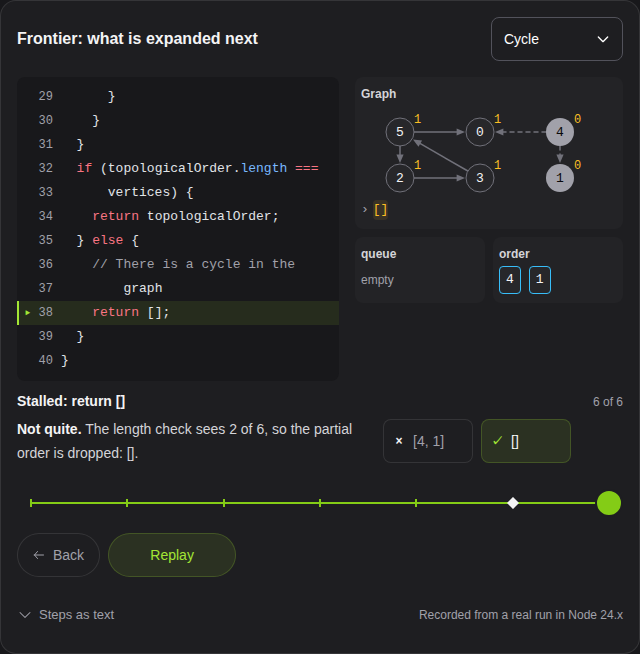 Frontier: what is expanded next
Cycle
29 }
30 }
31 }
32 if (topologicalOrder.length ===
33 vertices) {
34 return topologicalOrder;
35 } else {
36 // There is a cycle in the
37 graph
▸ 38 return [];
39 }
40 }
Graph
5 1 0 1 4 0
2 1 3 1 1 0
› []
queue
empty
order
4 1
Stalled: return []
6 of 6
Not quite. The length check sees 2 of 6, so the partial
order is dropped: [].
× [4, 1]
✓ []
← Back
Replay
Steps as text
Recorded from a real run in Node 24.x